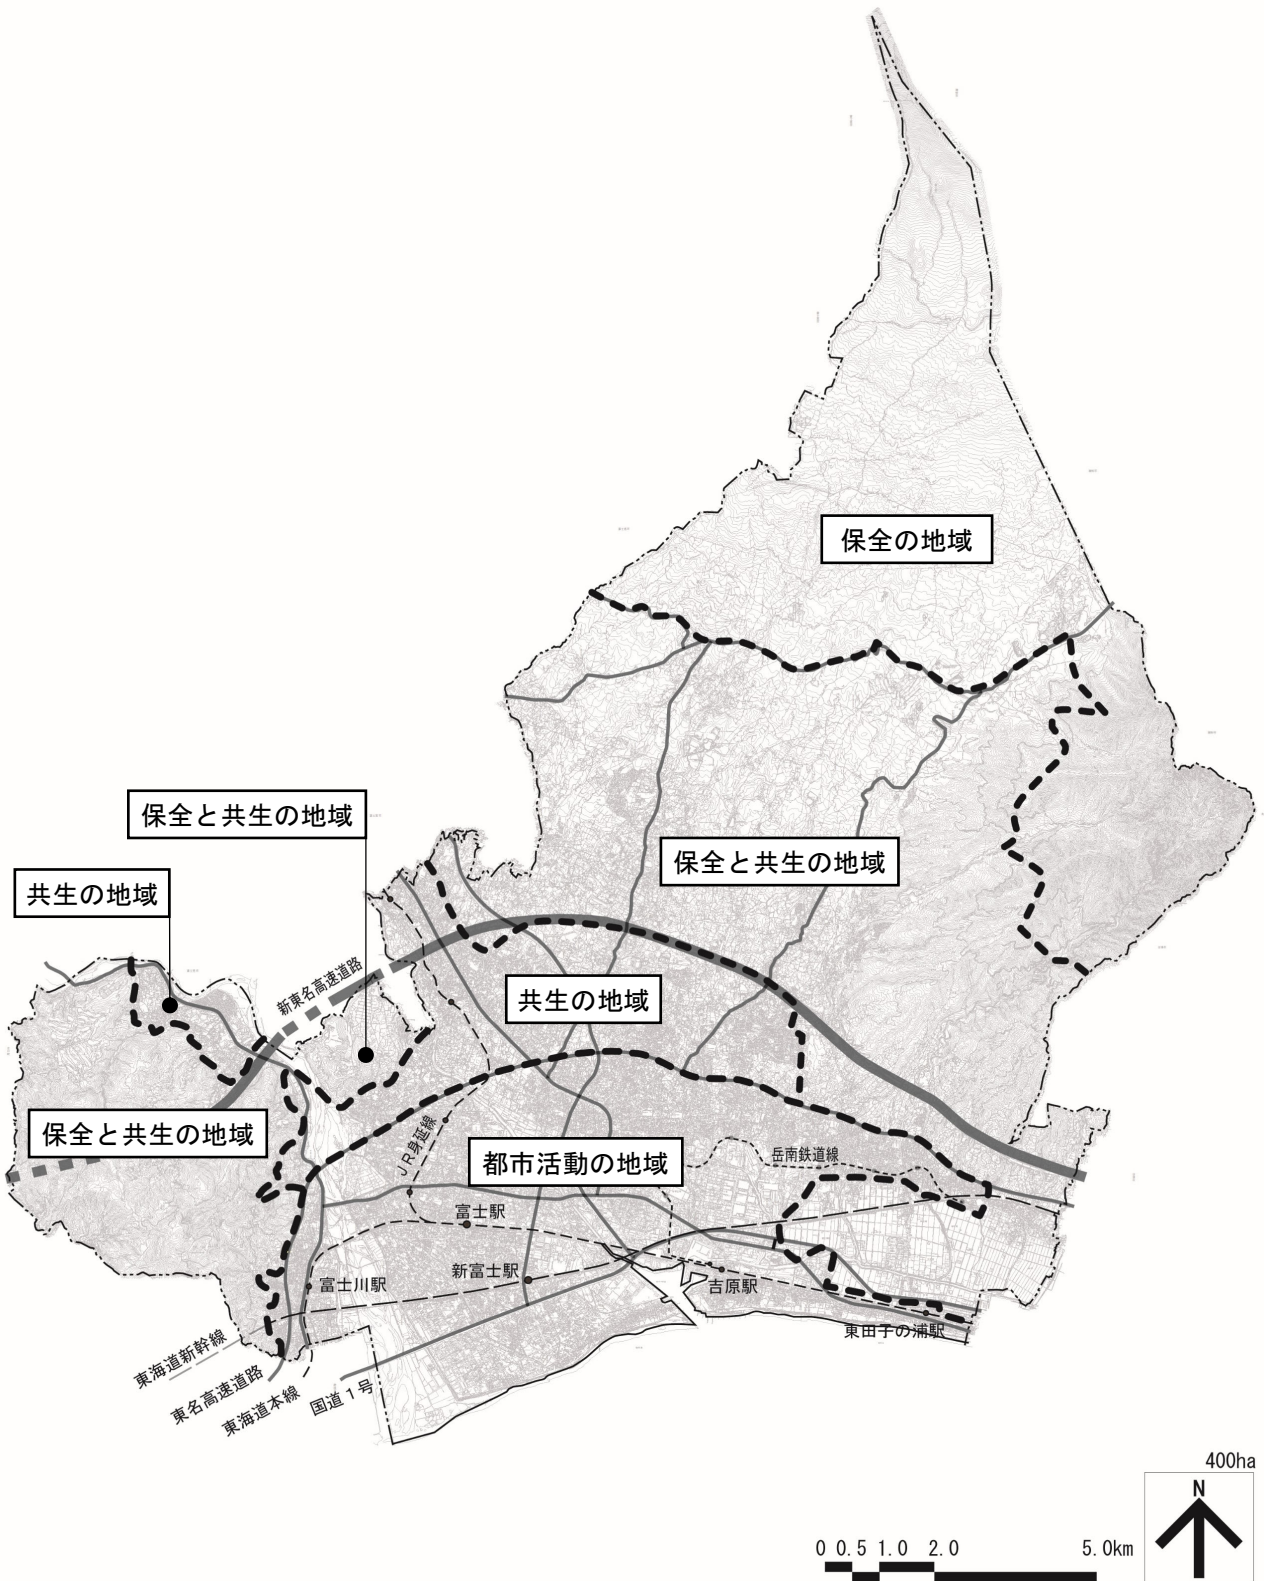 保全の地域
保全と共生の地域
保全と共生の地域
共生の地域
新東名高速道路
共生の地域
保全と共生の地域
JR身延線
都市活動の地域
岳南鉄道線
富士駅
新富士駅
富士川駅
吉原駅
東田子の浦駅
東海道新幹線
東名高速道路
東海道本線
国道1号
400ha
N
0 0.5 1.0 2.0 5.0km